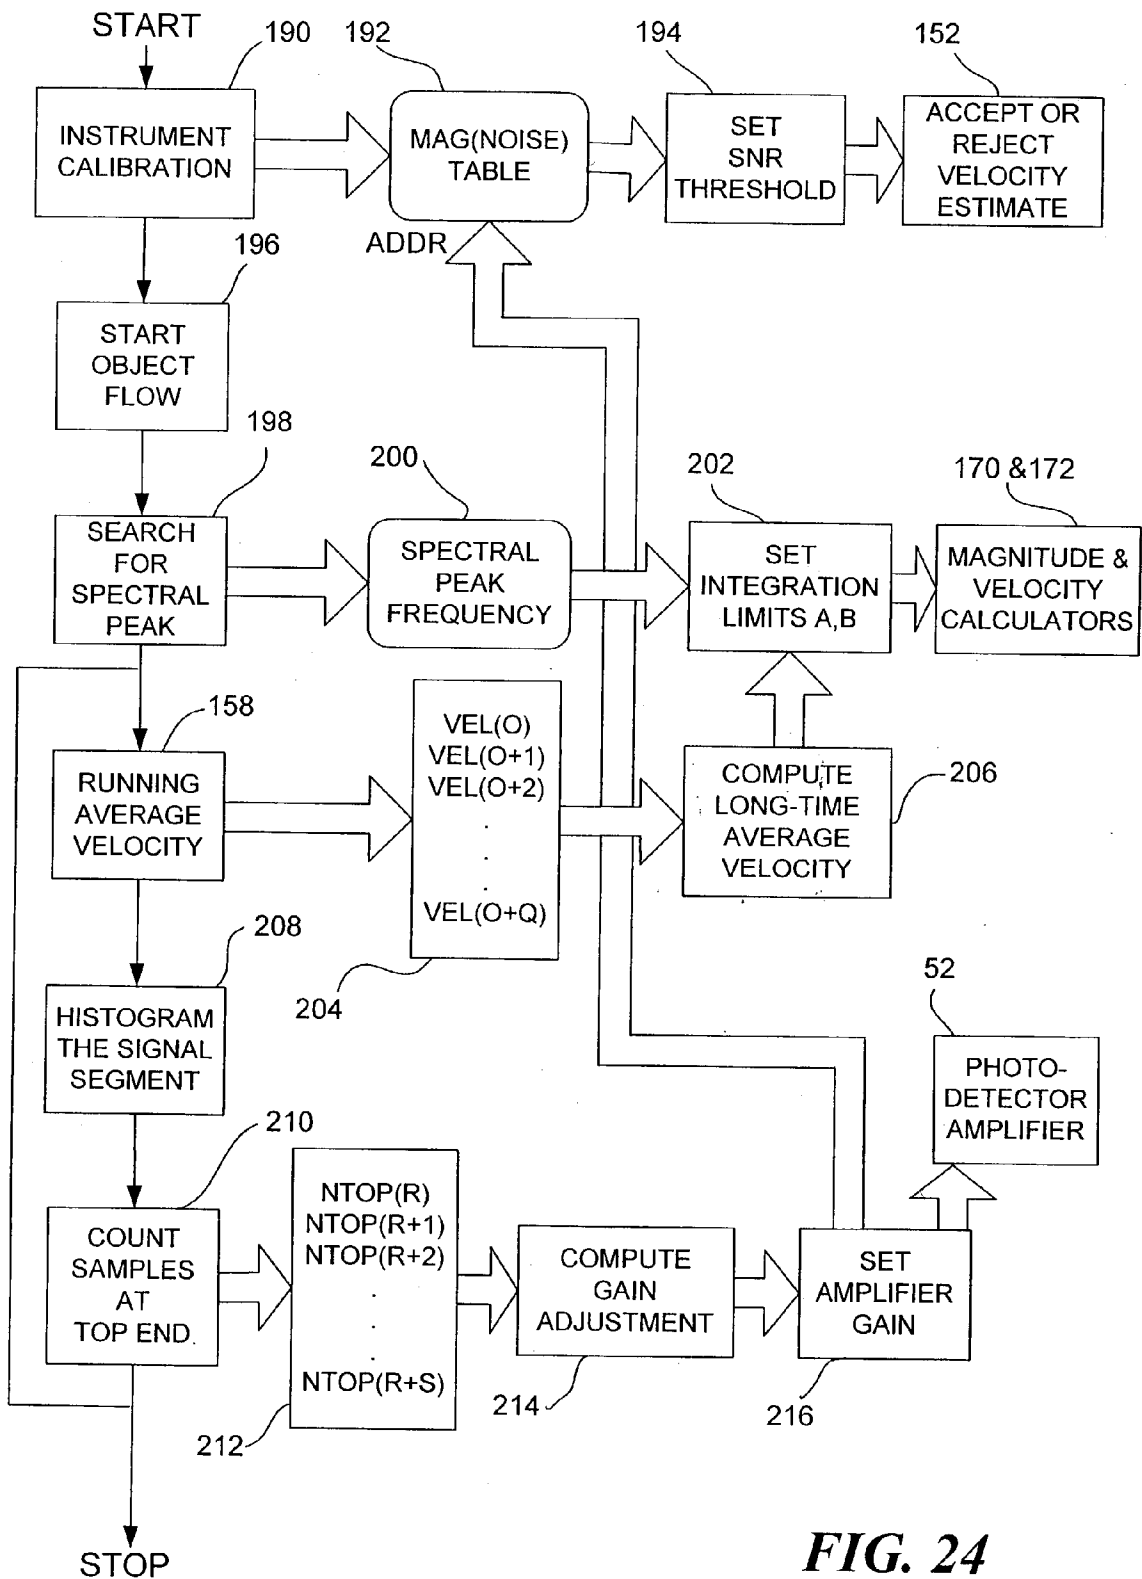 START
190
192
194
152
INSTRUMENT
CALIBRATION
MAG(NOISE)
TABLE
SET
SNR
THRESHOLD
ACCEPT OR
REJECT
VELOCITY
ESTIMATE
196
ADDR
START
OBJECT
FLOW
198
200
202
170 &172
SEARCH
FOR
SPECTRAL
PEAK
SPECTRAL
PEAK
FREQUENCY
SET
INTEGRATION
LIMITS A,B
MAGNITUDE &
VELOCITY
CALCULATORS
158
RUNNING
AVERAGE
VELOCITY
VEL(O)
VEL(O+1)
VEL(O+2)
.
.
.
VEL(O+Q)
204
COMPUTE
LONG-TIME
AVERAGE
VELOCITY
206
208
HISTOGRAM
THE SIGNAL
SEGMENT
52
PHOTO-
DETECTOR
AMPLIFIER
210
COUNT
SAMPLES
AT
TOP END.
NTOP(R)
NTOP(R+1)
NTOP(R+2)
.
.
.
NTOP(R+S)
212
COMPUTE
GAIN
ADJUSTMENT
214
SET
AMPLIFIER
GAIN
216
STOP
FIG. 24